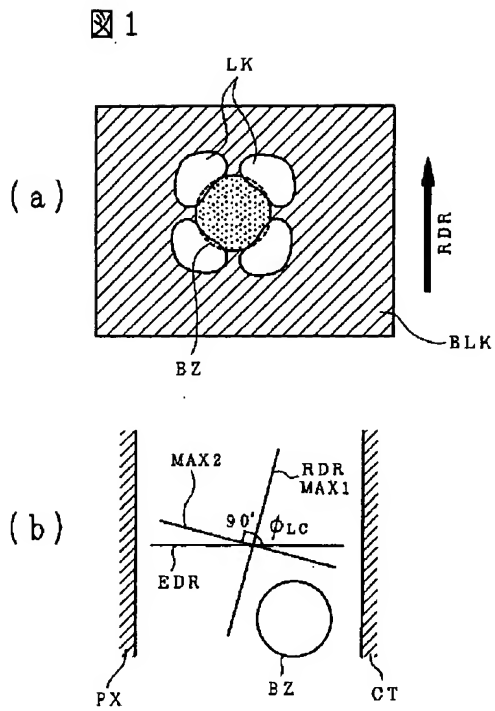 図1
LK
(a)
RDR
BLK
BZ
(b)
MAX2
RDR
MAX1
90°
φLC
EDR
PX
BZ
CT